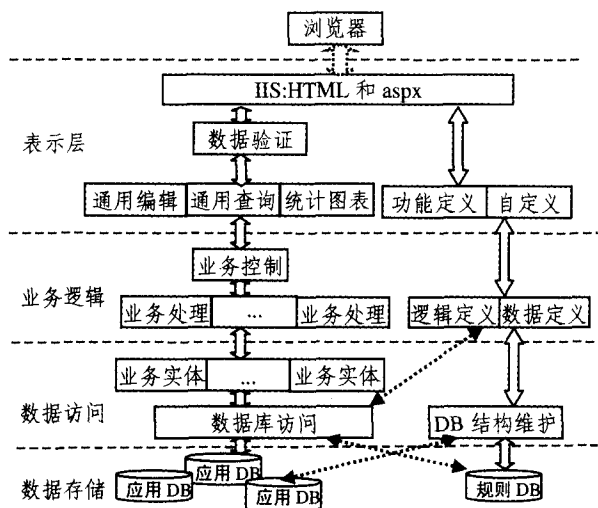 浏览器
IIS:HTML 和 aspx
表示层
数据验证
通用编辑 通用查询 统计图表 功能定义 自定义
业务控制
业务逻辑
业务处理 ... 业务处理 逻辑定义 数据定义
业务实体 ... 业务实体
数据访问
数据库访问 DB 结构维护
数据存储
应用 DB 应用 DB 应用 DB 规则 DB